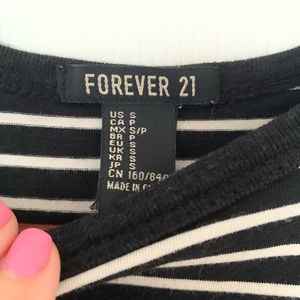 FOREVER 21
US S
CA P
MX S/P
BR P
EU S
UK S
KR S
JP S
CN 160/84
MADE IN